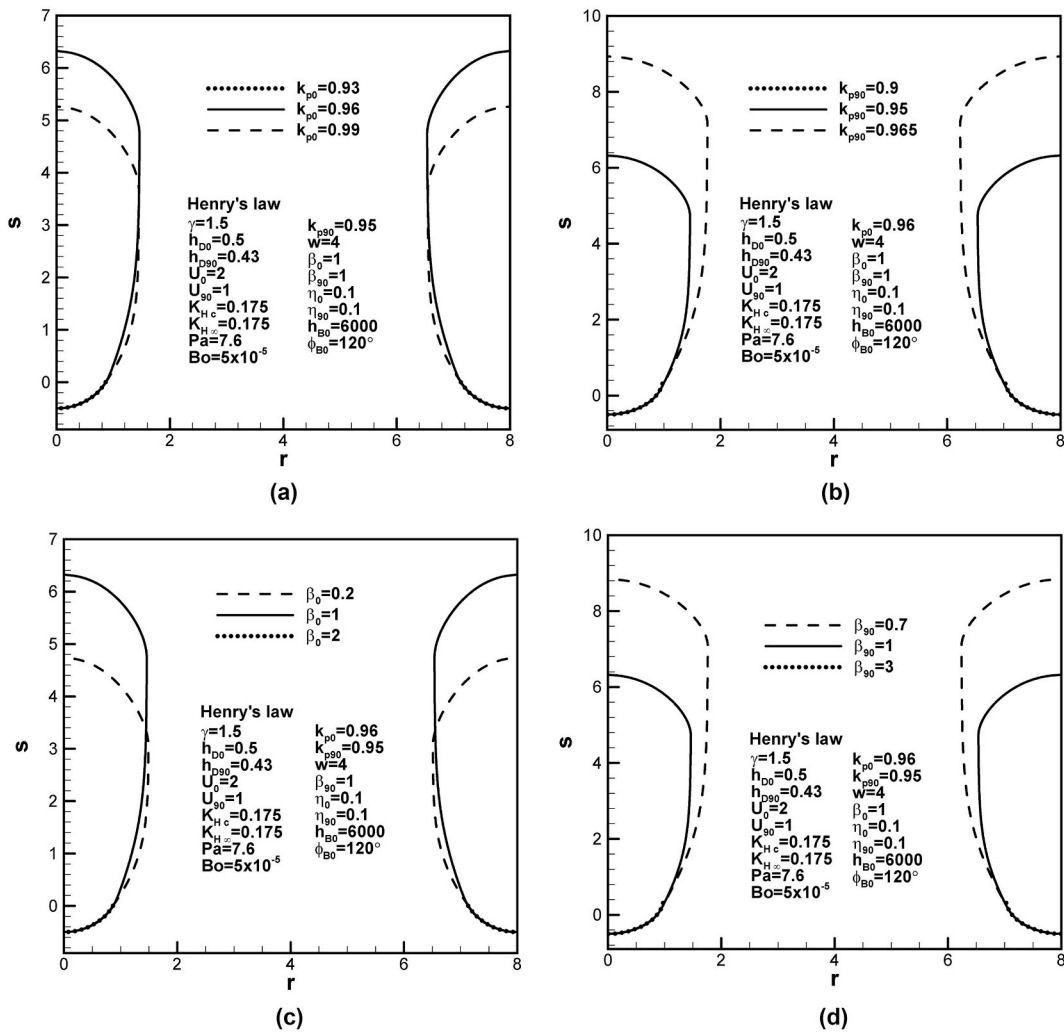 7
6
5
4
3
2
1
0
s
k_p0=0.93
k_p0=0.96
k_p0=0.99
Henry's law
γ=1.5
h_D0=0.5
h_D90=0.43
U_0=2
U_90=1
K_H c=0.175
K_H ∞=0.175
Pa=7.6
Bo=5x10^-5
k_p90=0.95
w=4
β_0=1
β_90=1
η_0=0.1
η_90=0.1
h_B0=6000
ϕ_B0=120°
0 2 4 6 8
r
(a)
10
8
6
4
2
0
s
k_p90=0.9
k_p90=0.95
k_p90=0.965
Henry's law
γ=1.5
h_D0=0.5
h_D90=0.43
U_0=2
U_90=1
K_H c=0.175
K_H ∞=0.175
Pa=7.6
Bo=5x10^-5
k_p0=0.96
w=4
β_0=1
β_90=1
η_0=0.1
η_90=0.1
h_B0=6000
ϕ_B0=120°
0 2 4 6 8
r
(b)
7
6
5
4
3
2
1
0
s
β_0=0.2
β_0=1
β_0=2
Henry's law
γ=1.5
h_D0=0.5
h_D90=0.43
U_0=2
U_90=1
K_H c=0.175
K_H ∞=0.175
Pa=7.6
Bo=5x10^-5
k_p0=0.96
k_p90=0.95
w=4
β_90=1
η_0=0.1
η_90=0.1
h_B0=6000
ϕ_B0=120°
0 2 4 6 8
r
(c)
10
8
6
4
2
0
s
β_90=0.7
β_90=1
β_90=3
Henry's law
γ=1.5
h_D0=0.5
h_D90=0.43
U_0=2
U_90=1
K_H c=0.175
K_H ∞=0.175
Pa=7.6
Bo=5x10^-5
k_p0=0.96
k_p90=0.95
w=4
β_0=1
η_0=0.1
η_90=0.1
h_B0=6000
ϕ_B0=120°
0 2 4 6 8
r
(d)